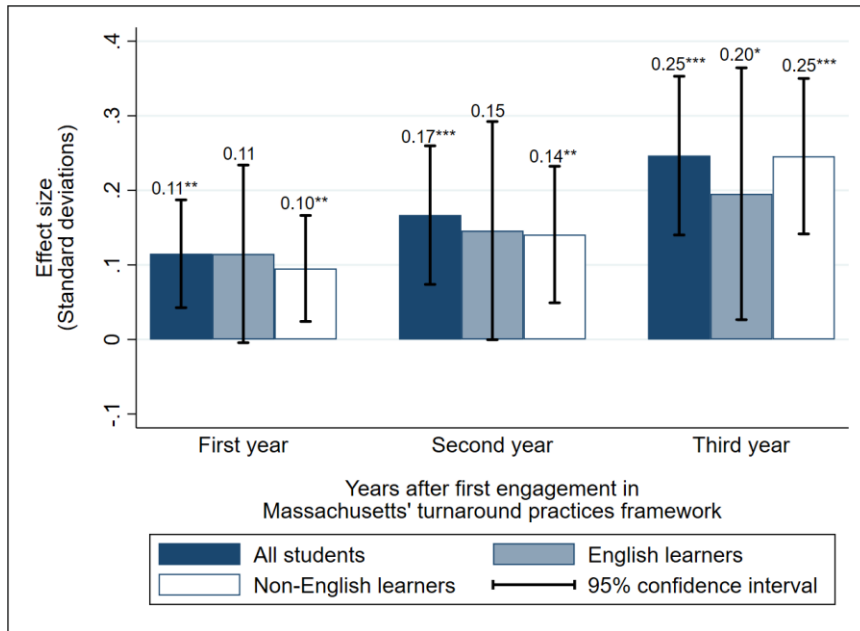 Effect size
(Standard deviations)
.4
.3
.2
.1
0
-.1
0.11**
0.11
0.10**
0.17***
0.15
0.14**
0.25***
0.20*
0.25***
First year
Second year
Third year
Years after first engagement in
Massachusetts' turnaround practices framework
All students
English learners
Non-English learners
95% confidence interval